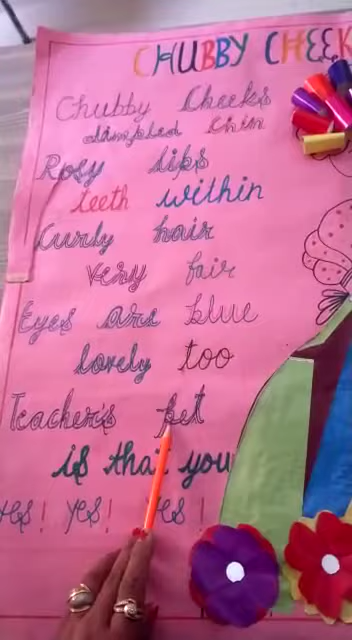 CHUBBY CHEEK
Chubby Cheeks
dimpled chin
Rosy lips
teeth within
Curly hair
very fair
Eyes are blue
lovely too
Teacher's pet
is that you
yes! yes! yes!